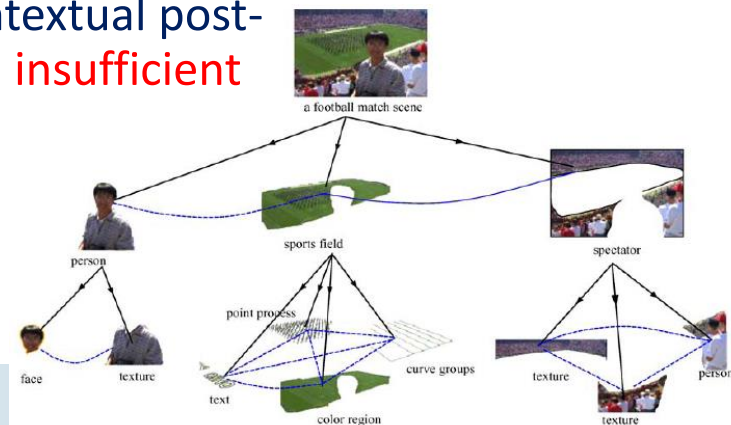 ntextual post-
insufficient
a football match scene
person
sports field
spectator
point process
face
texture
text
curve groups
color region
texture
texture
person